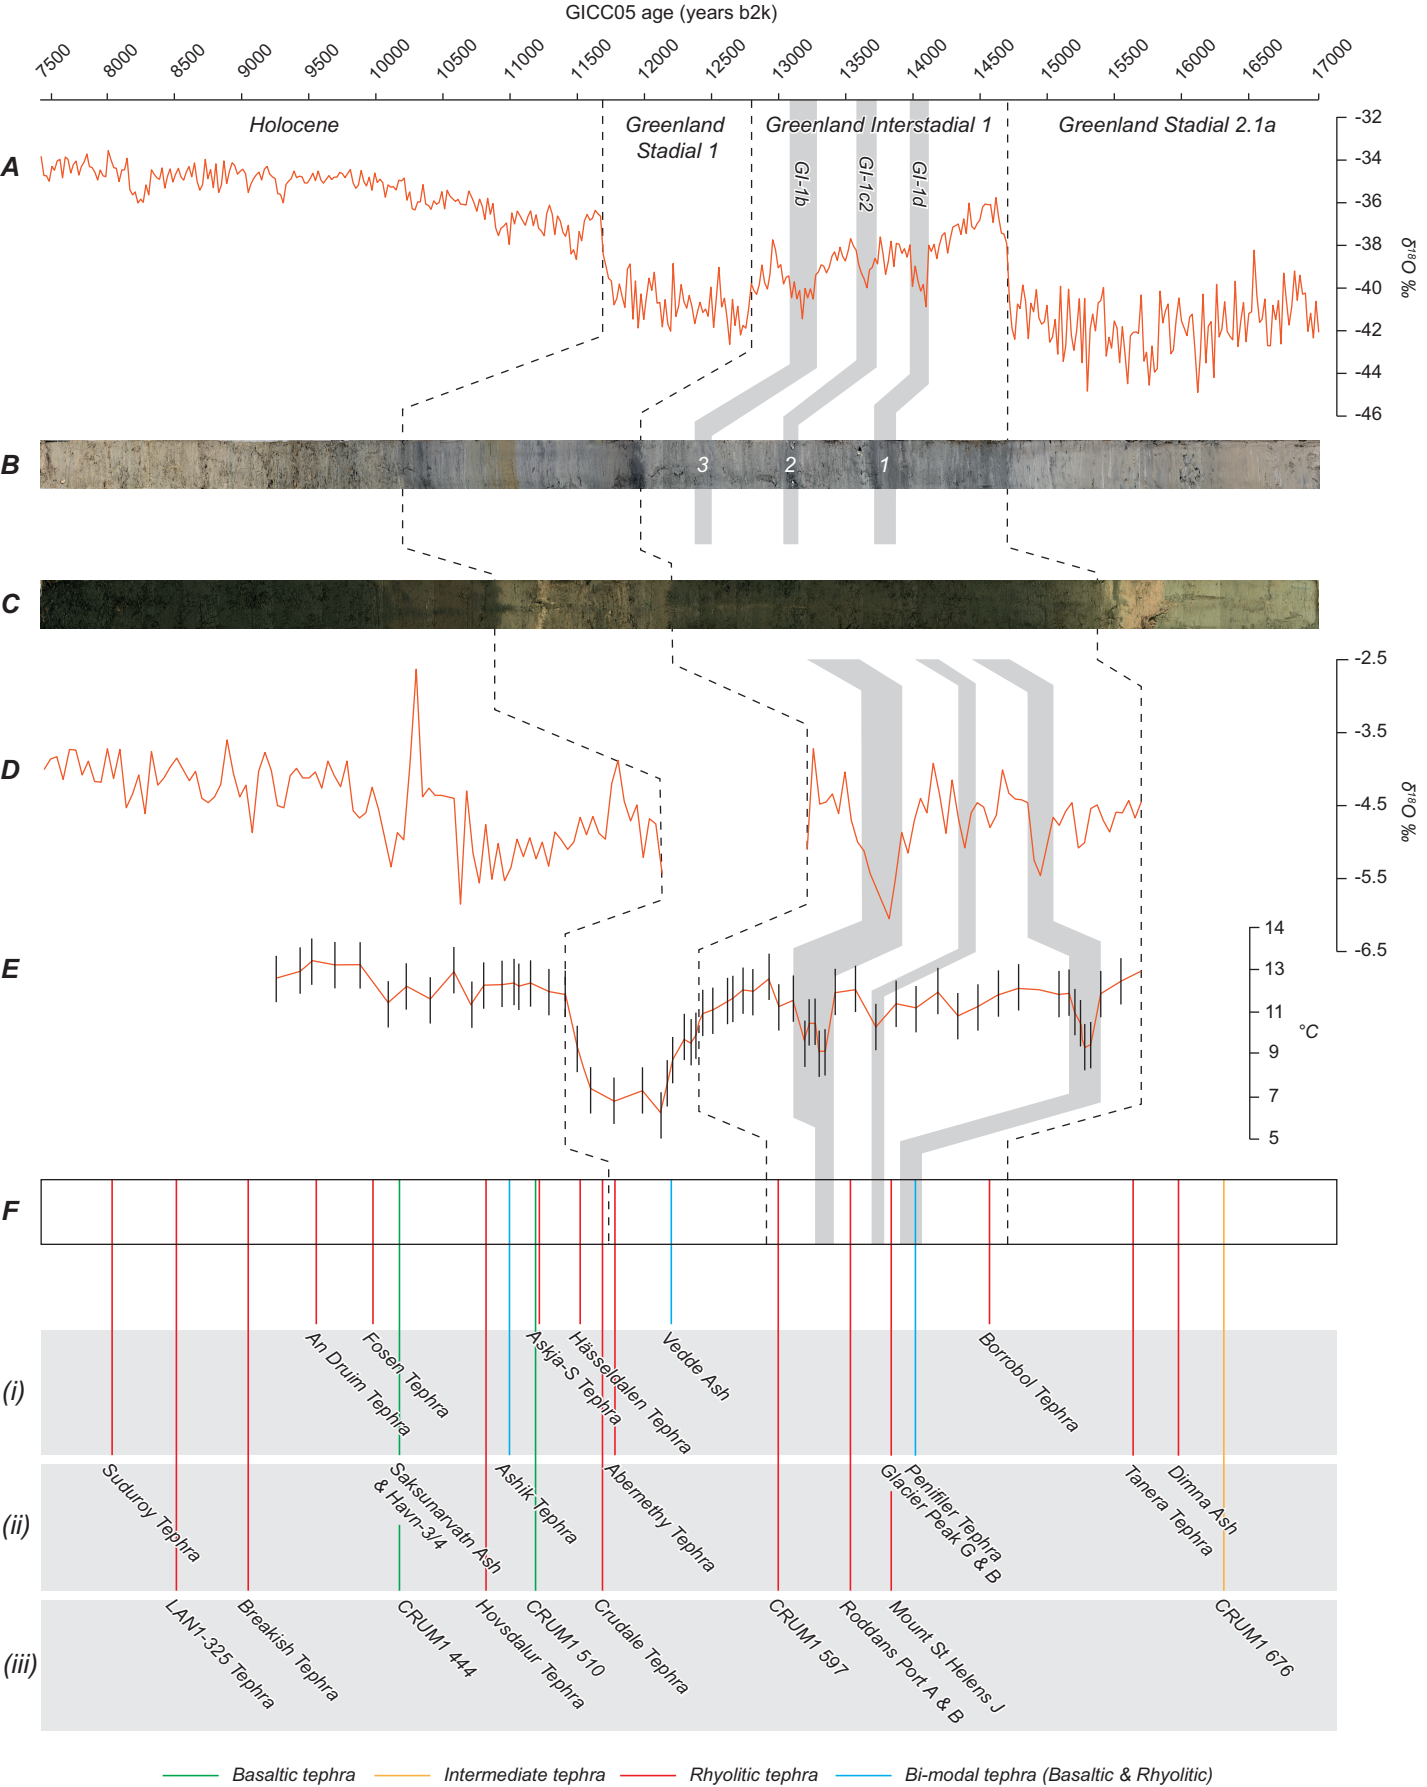 GICC05 age (years b2k)
7500 8000 8500 9000 9500 10000 10500 11000 11500 12000 12500 13000 13500 14000 14500 15000 15500 16000 16500 17000
Holocene
Greenland
Stadial 1
Greenland Interstadial 1
Greenland Stadial 2.1a
GI-1b
GI-1c2
GI-1d
A
-32
-34
-36
-38
-40
-42
-44
-46
δ18O ‰
B
3 2 1
C
D
-2.5
-3.5
-4.5
-5.5
-6.5
δ18O ‰
E
14
13
11
9
7
5
°C
F
(i)
An Druim Tephra
Fosen Tephra
Askja-S Tephra
Hässeldalen Tephra
Vedde Ash
Borrobol Tephra
(ii)
Suduroy Tephra
Saksunarvatn Ash
& Havn-3/4
Ashik Tephra
Abernethy Tephra
Glacier Peak G & B
Penifiler Tephra
Tanera Tephra
Dimna Ash
(iii)
LAN1-325 Tephra
Breakish Tephra
CRUM1 444
Hovsdalur Tephra
CRUM1 510
Crudale Tephra
CRUM1 597
Roddans Port A & B
Mount St Helens J
CRUM1 676
Basaltic tephra
Intermediate tephra
Rhyolitic tephra
Bi-modal tephra (Basaltic & Rhyolitic)